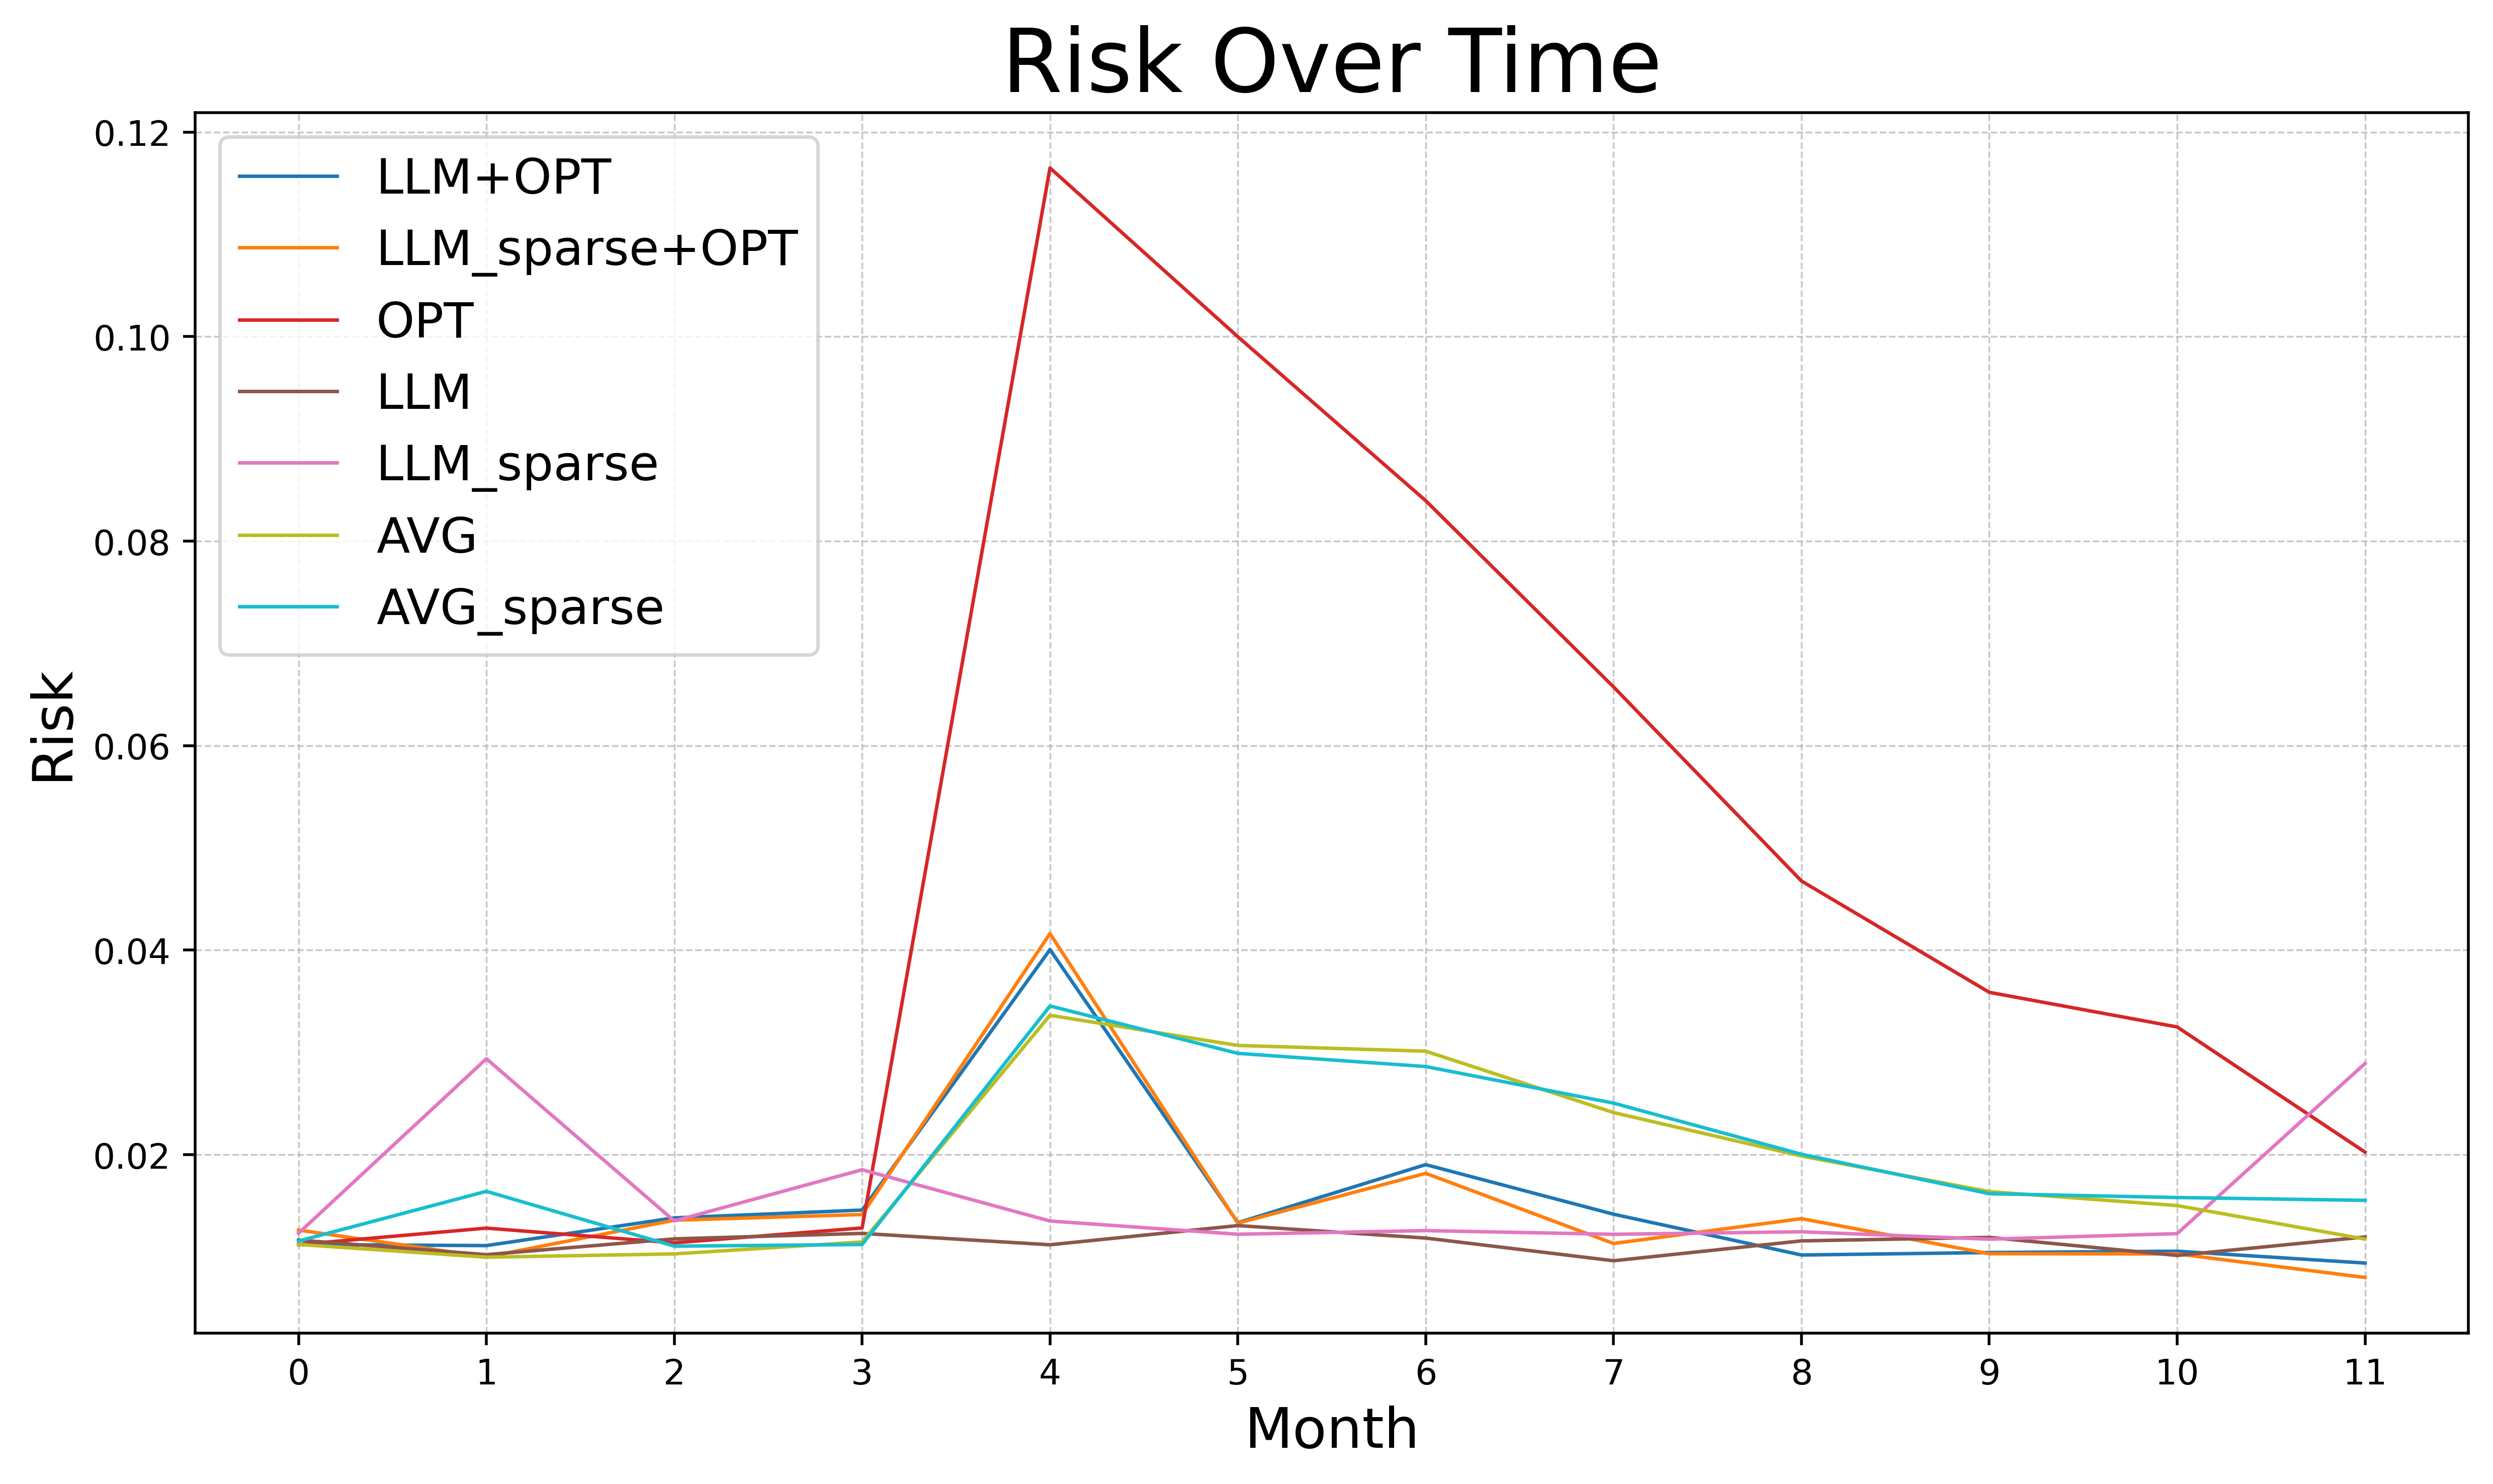 Risk Over Time
0.12
0.10
0.08
0.06
0.04
0.02
Risk
LLM+OPT
LLM_sparse+OPT
OPT
LLM
LLM_sparse
AVG
AVG_sparse
0 1 2 3 4 5 6 7 8 9 10 11
Month